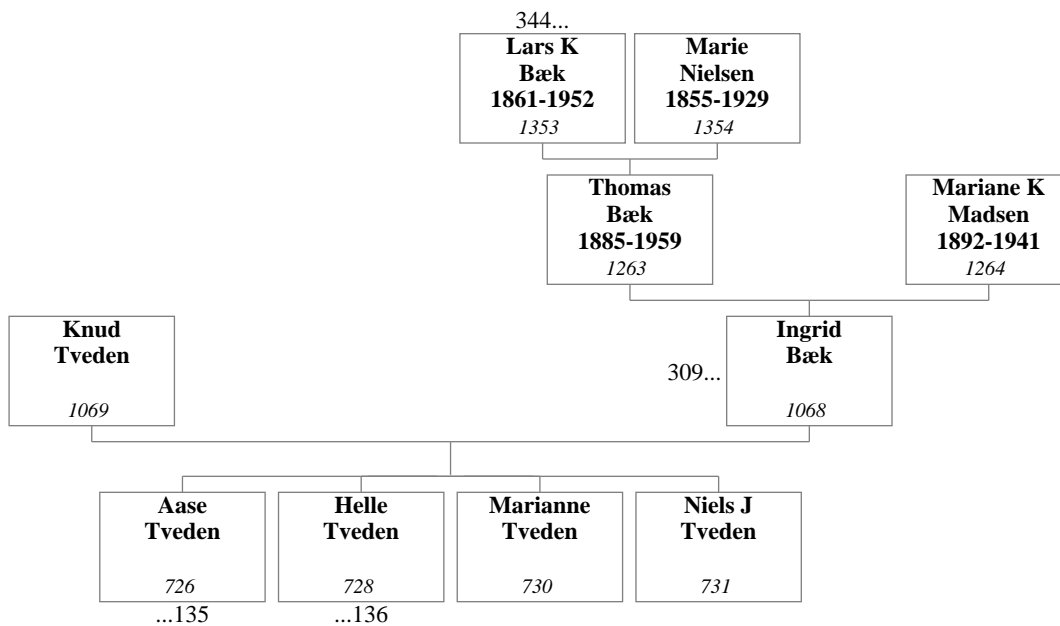 344...
Lars K
Bæk
1861-1952
1353
Marie
Nielsen
1855-1929
1354
Thomas
Bæk
1885-1959
1263
Mariane K
Madsen
1892-1941
1264
Knud
Tveden
1069
309...
Ingrid
Bæk
1068
Aase
Tveden
726
...135
Helle
Tveden
728
...136
Marianne
Tveden
730
Niels J
Tveden
731